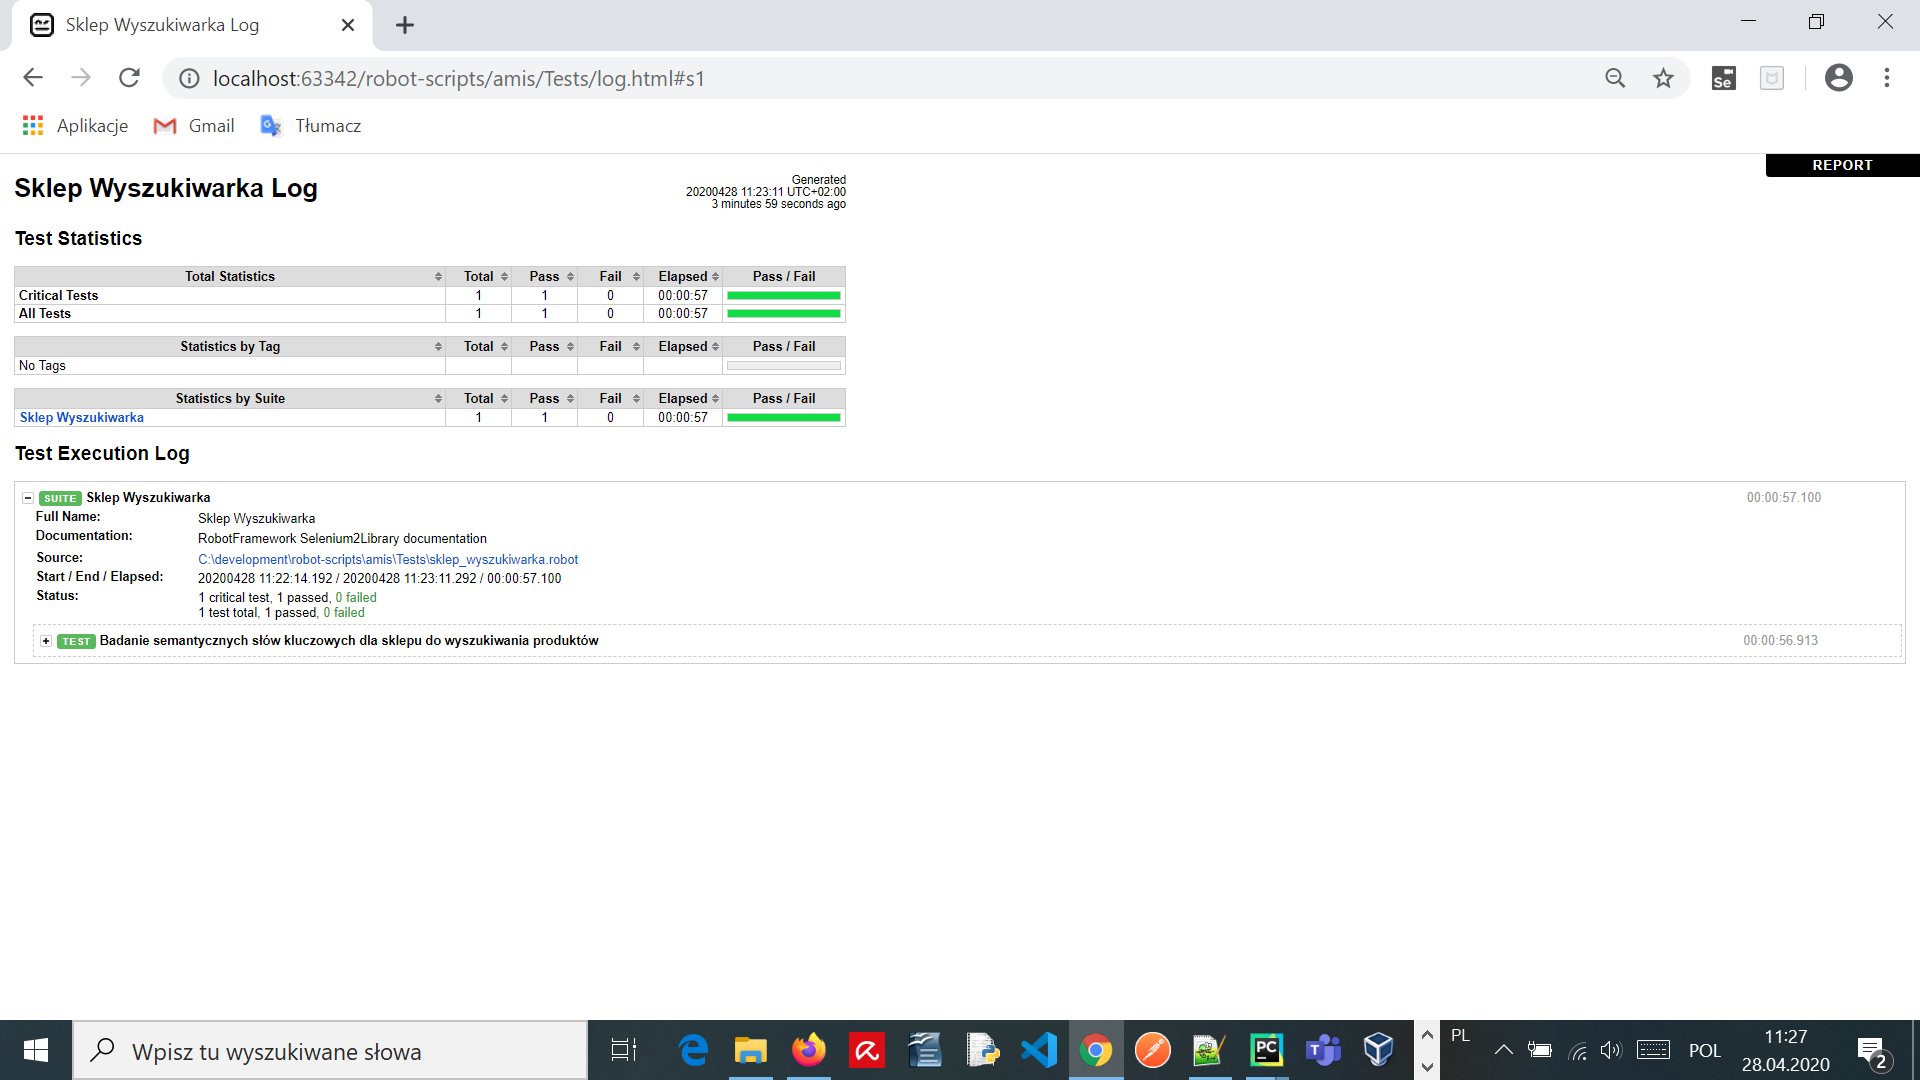 Sklep Wyszukiwarka Log
localhost:63342/robot-scripts/amis/Tests/log.html#s1
Se
Aplikacje Gmail Tłumacz
REPORT
Sklep Wyszukiwarka Log
Generated
20200428 11:23:11 UTC+02:00
3 minutes 59 seconds ago
Test Statistics
Total Statistics Total Pass Fail Elapsed Pass / Fail
Critical Tests 1 1 0 00:00:57
All Tests 1 1 0 00:00:57
Statistics by Tag Total Pass Fail Elapsed Pass / Fail
No Tags
Statistics by Suite Total Pass Fail Elapsed Pass / Fail
Sklep Wyszukiwarka 1 1 0 00:00:57
Test Execution Log
SUITE Sklep Wyszukiwarka 00:00:57.100
Full Name: Sklep Wyszukiwarka
Documentation: RobotFramework Selenium2Library documentation
Source: C:\development\robot-scripts\amis\Tests\sklep_wyszukiwarka.robot
Start / End / Elapsed: 20200428 11:22:14.192 / 20200428 11:23:11.292 / 00:00:57.100
Status: 1 critical test, 1 passed, 0 failed
1 test total, 1 passed, 0 failed
TEST Badanie semantycznych słów kluczowych dla sklepu do wyszukiwania produktów 00:00:56.913
Wpisz tu wyszukiwane słowa
PC
PL
POL
11:27
28.04.2020
2